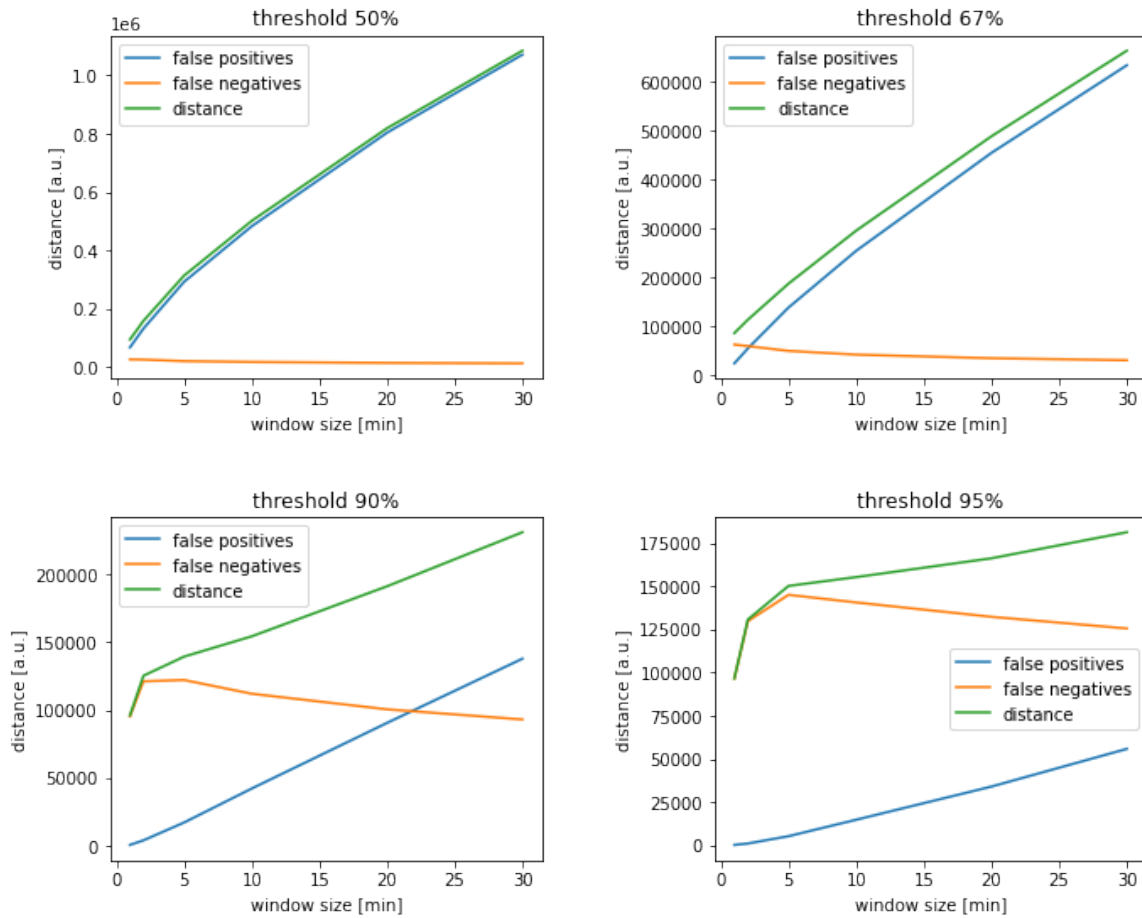 threshold 50%
1e6
1.0
0.8
0.6
0.4
0.2
0.0
distance [a.u.]
false positives
false negatives
distance
0 5 10 15 20 25 30
window size [min]
threshold 67%
600000
500000
400000
300000
200000
100000
0
distance [a.u.]
false positives
false negatives
distance
0 5 10 15 20 25 30
window size [min]
threshold 90%
200000
150000
100000
50000
0
distance [a.u.]
false positives
false negatives
distance
0 5 10 15 20 25 30
window size [min]
threshold 95%
175000
150000
125000
100000
75000
50000
25000
0
distance [a.u.]
false positives
false negatives
distance
0 5 10 15 20 25 30
window size [min]